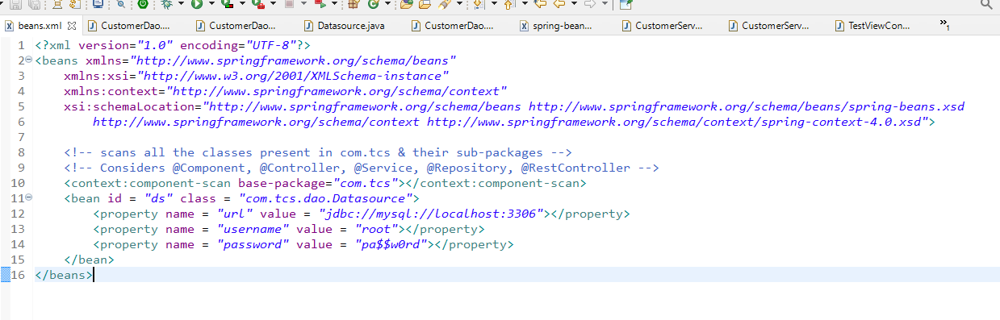 beans.xml CustomerDao.... CustomerDao... Datasource.java CustomerDao.... spring-bean... CustomerServ... CustomerServ... TestViewCon... »1
1 <?xml version="1.0" encoding="UTF-8"?>
2 <beans xmlns="http://www.springframework.org/schema/beans"
3 xmlns:xsi="http://www.w3.org/2001/XMLSchema-instance"
4 xmlns:context="http://www.springframework.org/schema/context"
5 xsi:schemaLocation="http://www.springframework.org/schema/beans http://www.springframework.org/schema/beans/spring-beans.xsd
6 http://www.springframework.org/schema/context http://www.springframework.org/schema/context/spring-context-4.0.xsd">
7
8 <!-- scans all the classes present in com.tcs & their sub-packages -->
9 <!-- Considers @Component, @Controller, @Service, @Repository, @RestController -->
10 <context:component-scan base-package="com.tcs"></context:component-scan>
11 <bean id = "ds" class = "com.tcs.dao.Datasource">
12 <property name = "url" value = "jdbc://mysql://localhost:3306"></property>
13 <property name = "username" value = "root"></property>
14 <property name = "password" value = "pa$$w0rd"></property>
15 </bean>
16 </beans>